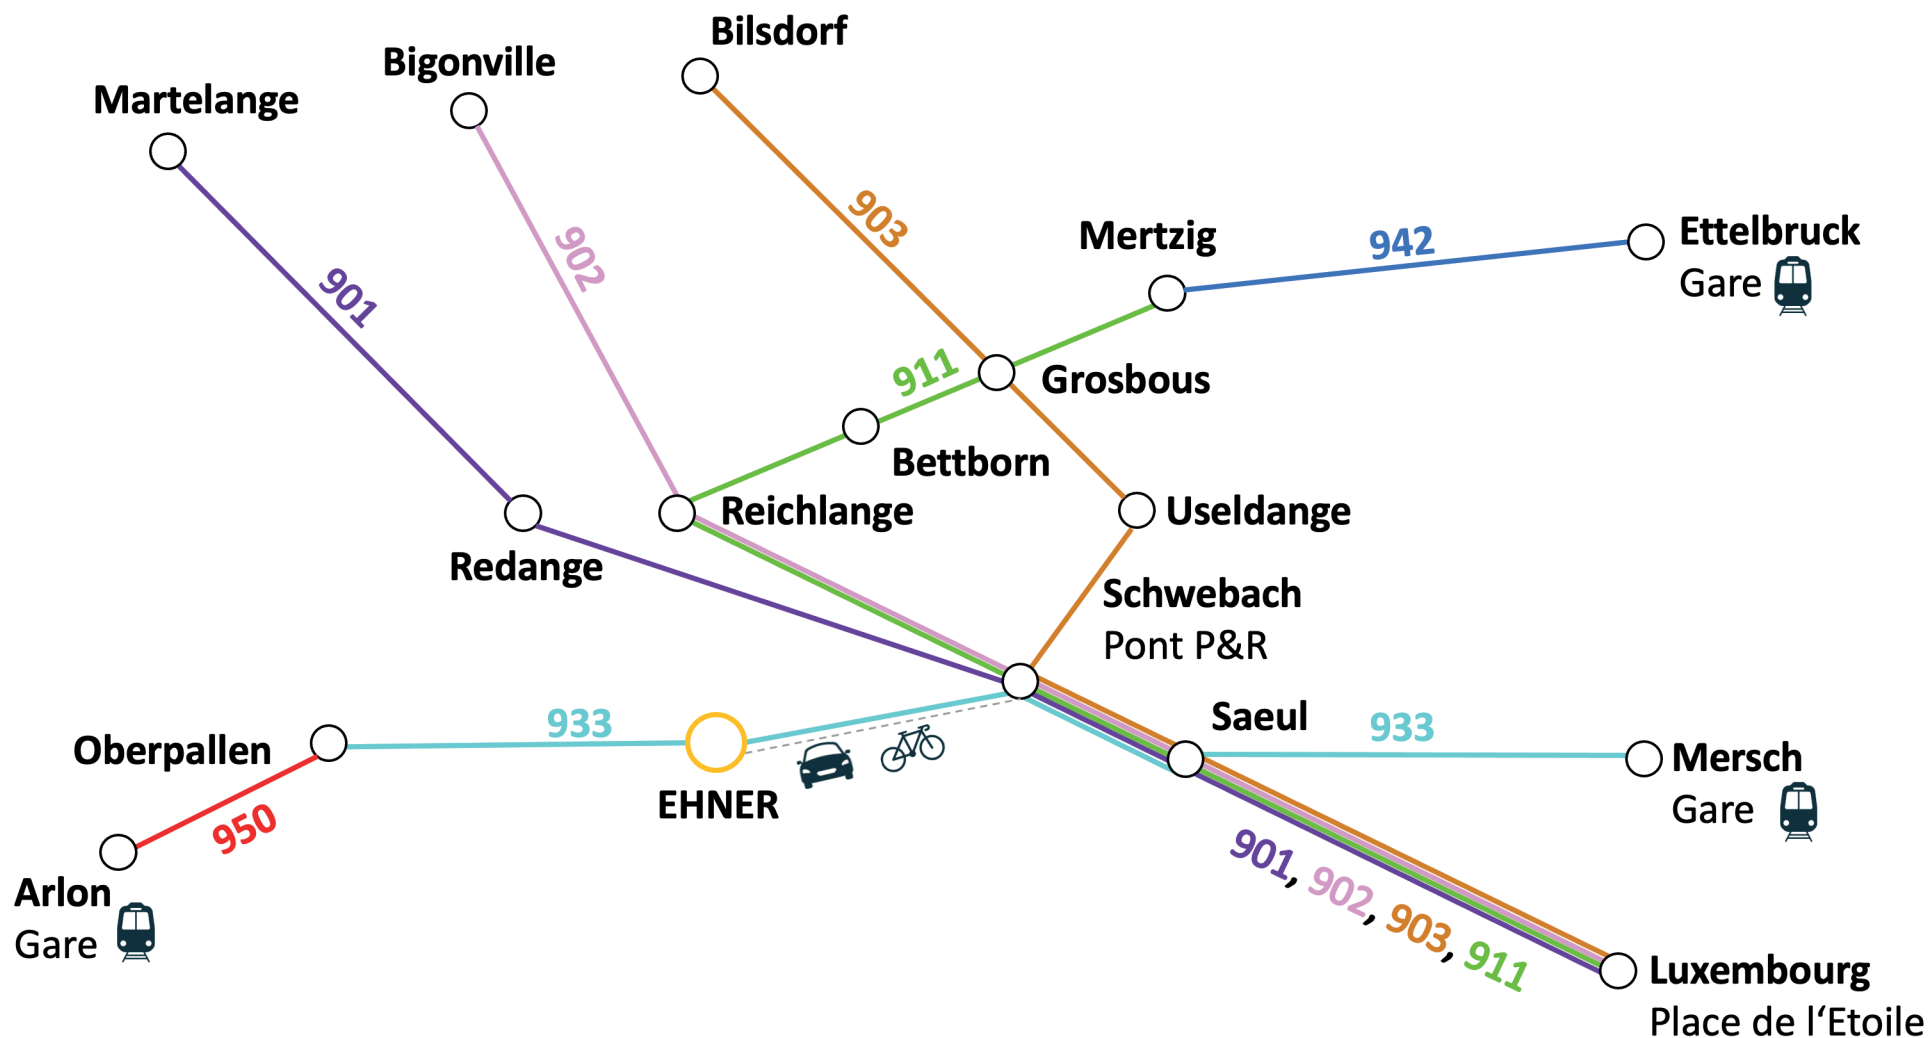 Bilsdorf
Bigonville
Martelange
903
902
901
Mertzig
942
Ettelbruck
Gare
911
Grosbous
Bettborn
Reichlange
Useldange
Redange
Schwebach
Pont P&R
Oberpallen
933
Saeul
933
Mersch
Gare
EHNER
950
Arlon
Gare
901, 902, 903, 911
Luxembourg
Place de l‘Etoile